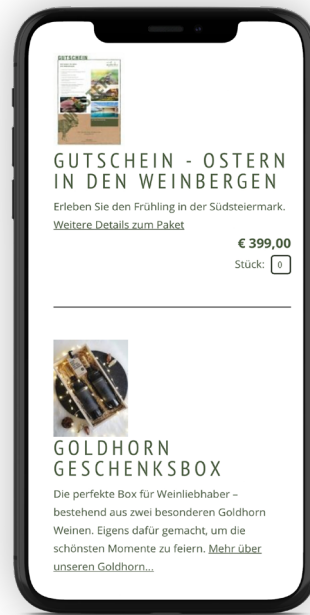 GUTSCHEIN
GUTSCHEIN - OSTERN
IN DEN WEINBERGEN
Erleben Sie den Frühling in der Südsteiermark.
Weitere Details zum Paket
€ 399,00
Stück: 0
GOLDHORN
GESCHENKSBOX
Die perfekte Box für Weinliebhaber –
bestehend aus zwei besonderen Goldhorn
Weinen. Eigens dafür gemacht, um die
schönsten Momente zu feiern. Mehr über
unseren Goldhorn...